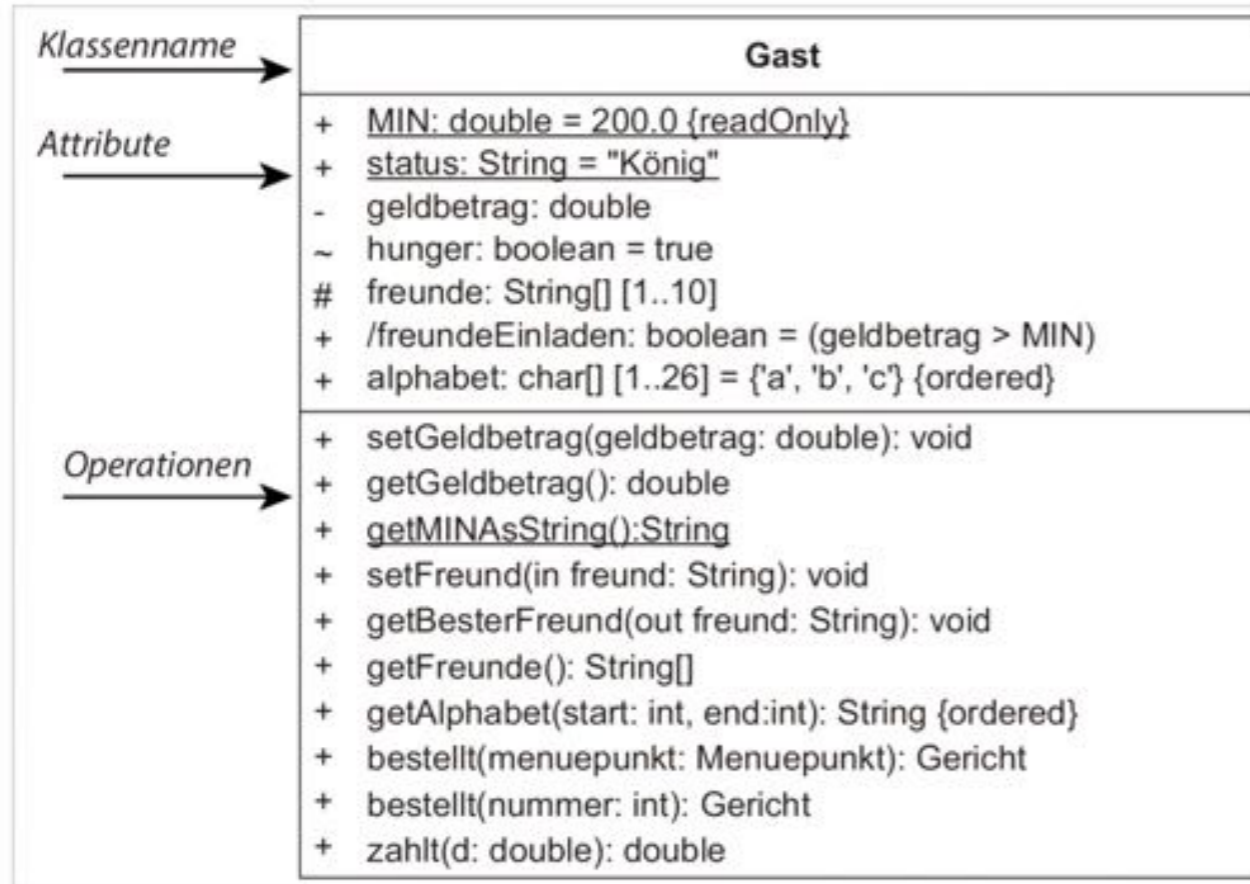 Klassenname
Gast
Attribute
+ MIN: double = 200.0 {readOnly}
+ status: String = "König"
- geldbetrag: double
~ hunger: boolean = true
# freunde: String[] [1..10]
+ /freundeEinladen: boolean = (geldbetrag > MIN)
+ alphabet: char[] [1..26] = {'a', 'b', 'c'} {ordered}
Operationen
+ setGeldbetrag(geldbetrag: double): void
+ getGeldbetrag(): double
+ getMINAsString():String
+ setFreund(in freund: String): void
+ getBesterFreund(out freund: String): void
+ getFreunde(): String[]
+ getAlphabet(start: int, end:int): String {ordered}
+ bestellt(menuepunkt: Menuepunkt): Gericht
+ bestellt(nummer: int): Gericht
+ zahlt(d: double): double